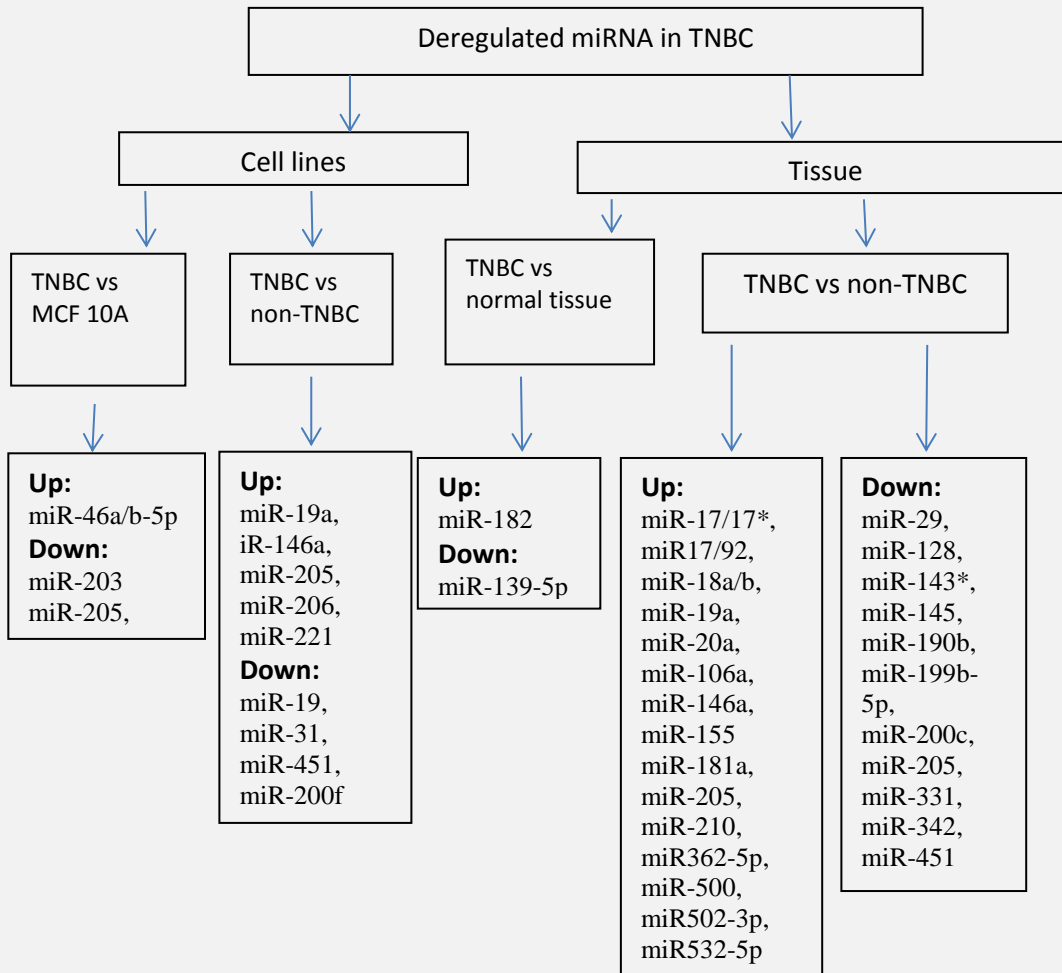 Deregulated miRNA in TNBC
Cell lines
Tissue
TNBC vs
MCF 10A
TNBC vs
non-TNBC
TNBC vs
normal tissue
TNBC vs non-TNBC
Up:
miR-46a/b-5p
Down:
miR-203
miR-205,
Up:
miR-19a,
iR-146a,
miR-205,
miR-206,
miR-221
Down:
miR-19,
miR-31,
miR-451,
miR-200f
Up:
miR-182
Down:
miR-139-5p
Up:
miR-17/17*,
miR17/92,
miR-18a/b,
miR-19a,
miR-20a,
miR-106a,
miR-146a,
miR-155
miR-181a,
miR-205,
miR-210,
miR362-5p,
miR-500,
miR502-3p,
miR532-5p
Down:
miR-29,
miR-128,
miR-143*,
miR-145,
miR-190b,
miR-199b-
5p,
miR-200c,
miR-205,
miR-331,
miR-342,
miR-451